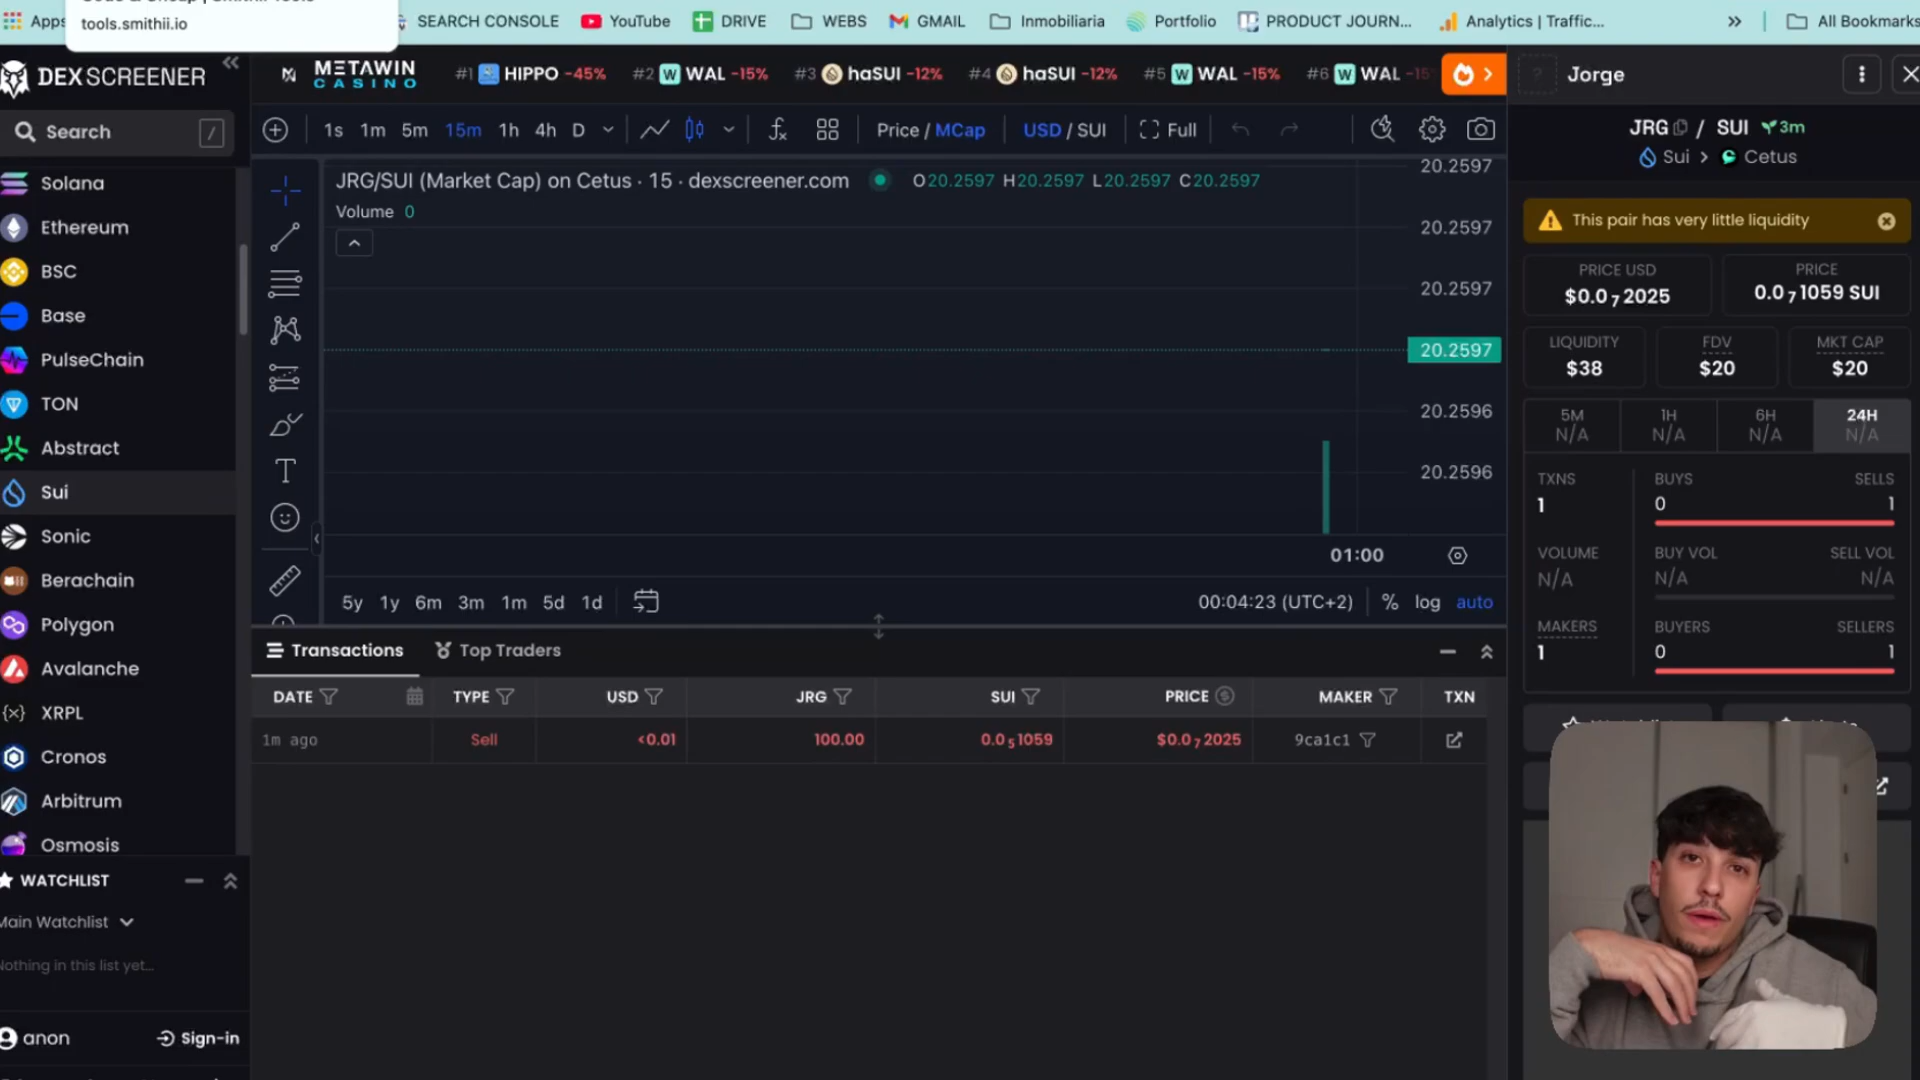 Apps
tools.smithii.io
SEARCH CONSOLE
YouTube
DRIVE
WEBS
GMAIL
Inmobiliaria
Portfolio
PRODUCT JOURN...
Analytics | Traffic...
All Bookmarks
DEX SCREENER
METAWIN
CASINO
#1 HIPPO -45%
#2 WAL -15%
#3 haSUI -12%
#4 haSUI -12%
#5 WAL -15%
#6 WAL -15
Jorge
Search /
1s 1m 5m 15m 1h 4h D
Price / MCap
USD / SUI
Full
JRG / SUI 3m
Sui > Cetus
Solana
Ethereum
BSC
Base
PulseChain
TON
Abstract
Sui
Sonic
Berachain
Polygon
Avalanche
XRPL
Cronos
Arbitrum
Osmosis
WATCHLIST
Main Watchlist
Nothing in this list yet...
anon
Sign-in
JRG/SUI (Market Cap) on Cetus · 15 · dexscreener.com
O20.2597 H20.2597 L20.2597 C20.2597
Volume 0
20.2597
20.2597
20.2597
20.2597
20.2596
20.2596
01:00
5y 1y 6m 3m 1m 5d 1d
00:04:23 (UTC+2)
% log auto
Transactions
Top Traders
DATE TYPE USD JRG SUI PRICE MAKER TXN
1m ago Sell <0.01 100.00 0.0₅1059 $0.0₇2025 9ca1c1
This pair has very little liquidity
PRICE USD
$0.0₇2025
PRICE
0.0₇1059 SUI
LIQUIDITY
$38
FDV
$20
MKT CAP
$20
5M
N/A
1H
N/A
6H
N/A
24H
N/A
TXNS
1
BUYS
0
SELLS
1
VOLUME
N/A
BUY VOL
N/A
SELL VOL
N/A
MAKERS
1
BUYERS
0
SELLERS
1